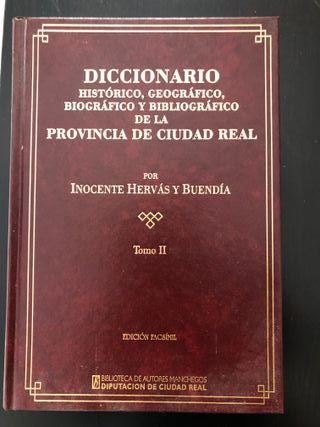 DICCIONARIO
HISTÓRICO, GEOGRÁFICO,
BIOGRÁFICO Y BIBLIOGRÁFICO
DE LA
PROVINCIA DE CIUDAD REAL
POR
INOCENTE HERVÁS Y BUENDÍA
Tomo II
EDICIÓN FACSÍMIL
BIBLIOTECA DE AUTORES MANCHEGOS
DIPUTACION DE CIUDAD REAL